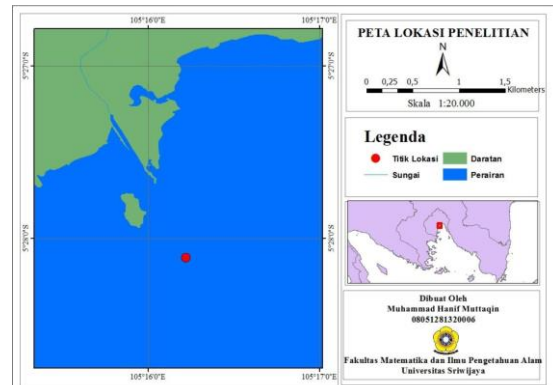 105°16'0"E 105°17'0"E
5°27'0"S 5°27'0"S
5°28'0"S 5°28'0"S
105°16'0"E 105°17'0"E
PETA LOKASI PENELITIAN
N
0 0,25 0,5 1 1,5
Kilometers
Skala 1:20.000
Legenda
Titik Lokasi Daratan
Sungai Perairan
Dibuat Oleh
Muhammad Hanif Muttaqin
08051281320006
Fakultas Matematika dan Ilmu Pengetahuan Alam
Universitas Sriwijaya